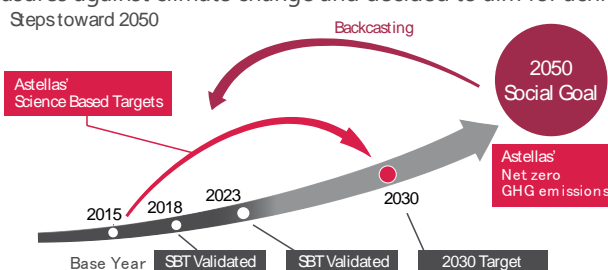 Steps toward 2050
Backcasting
2050
Social Goal
Astellas'
Science Based Targets
Astellas'
Net zero
GHG emissions
2015
2018
2023
2030
Base Year
SBT Validated
SBT Validated
2030 Target